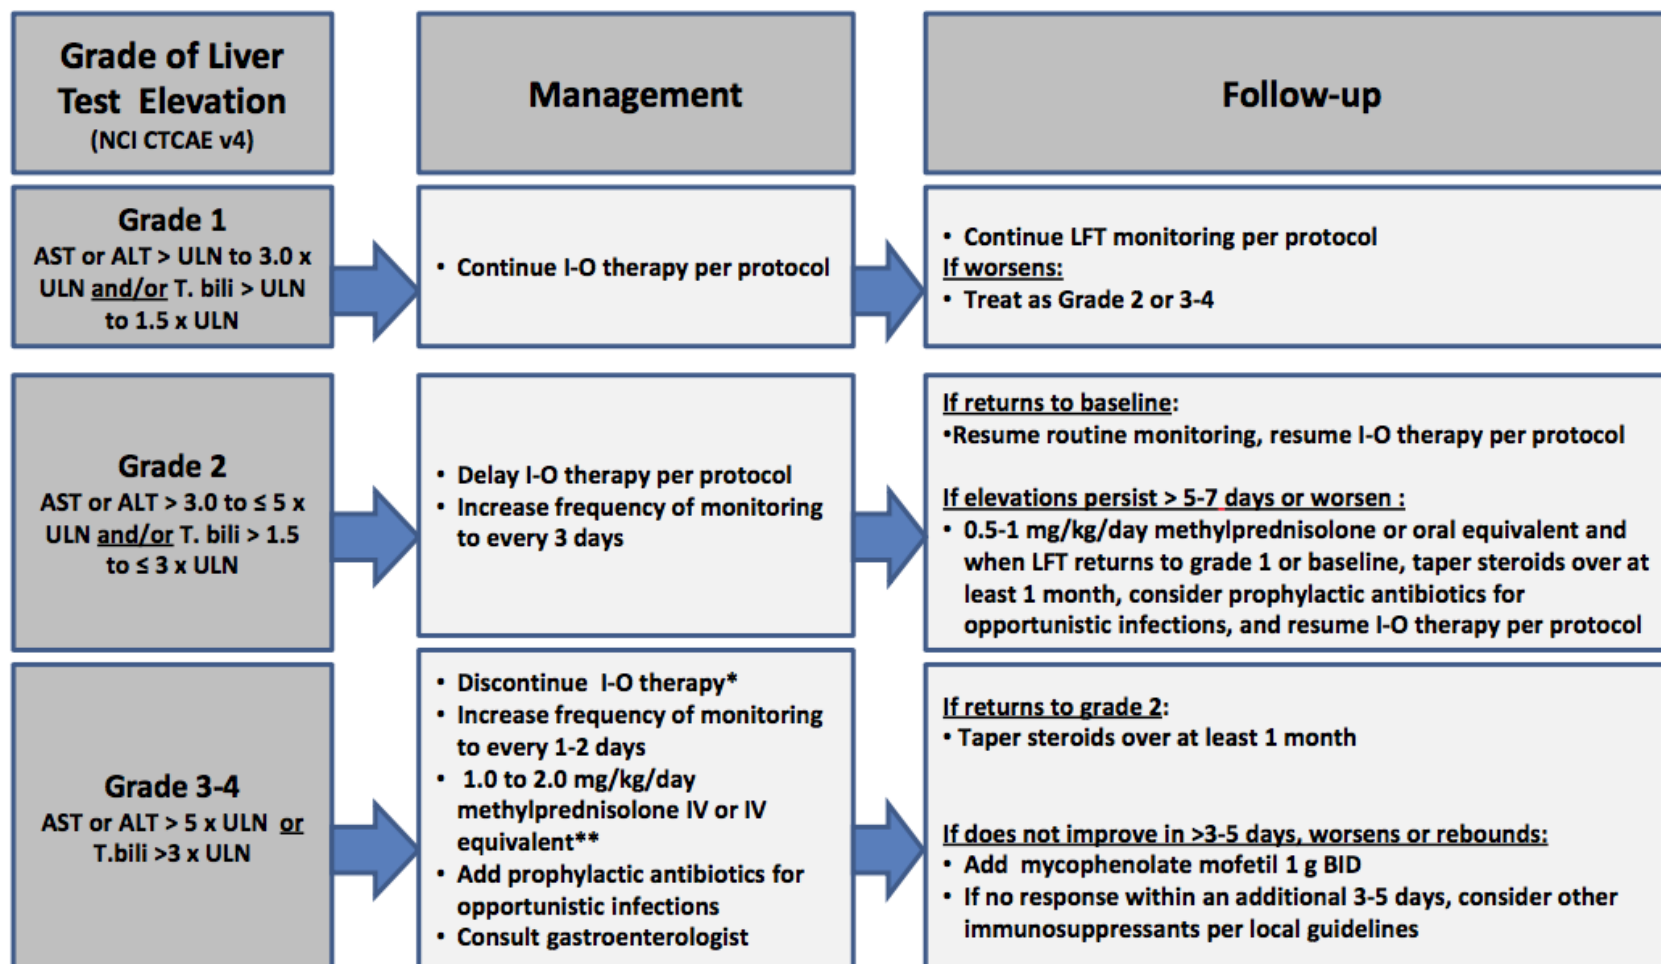 Grade of Liver
Test Elevation
(NCI CTCAE v4)
Management
Follow-up
Grade 1
AST or ALT > ULN to 3.0 x
ULN and/or T. bili > ULN
to 1.5 x ULN
• Continue I-O therapy per protocol
• Continue LFT monitoring per protocol
If worsens:
• Treat as Grade 2 or 3-4
Grade 2
AST or ALT > 3.0 to ≤ 5 x
ULN and/or T. bili > 1.5
to ≤ 3 x ULN
• Delay I-O therapy per protocol
• Increase frequency of monitoring
to every 3 days
If returns to baseline:
•Resume routine monitoring, resume I-O therapy per protocol
If elevations persist > 5-7 days or worsen :
• 0.5-1 mg/kg/day methylprednisolone or oral equivalent and
when LFT returns to grade 1 or baseline, taper steroids over at
least 1 month, consider prophylactic antibiotics for
opportunistic infections, and resume I-O therapy per protocol
Grade 3-4
AST or ALT > 5 x ULN or
T.bili >3 x ULN
• Discontinue I-O therapy*
• Increase frequency of monitoring
to every 1-2 days
• 1.0 to 2.0 mg/kg/day
methylprednisolone IV or IV
equivalent**
• Add prophylactic antibiotics for
opportunistic infections
• Consult gastroenterologist
If returns to grade 2:
• Taper steroids over at least 1 month
If does not improve in >3-5 days, worsens or rebounds:
• Add mycophenolate mofetil 1 g BID
• If no response within an additional 3-5 days, consider other
immunosuppressants per local guidelines